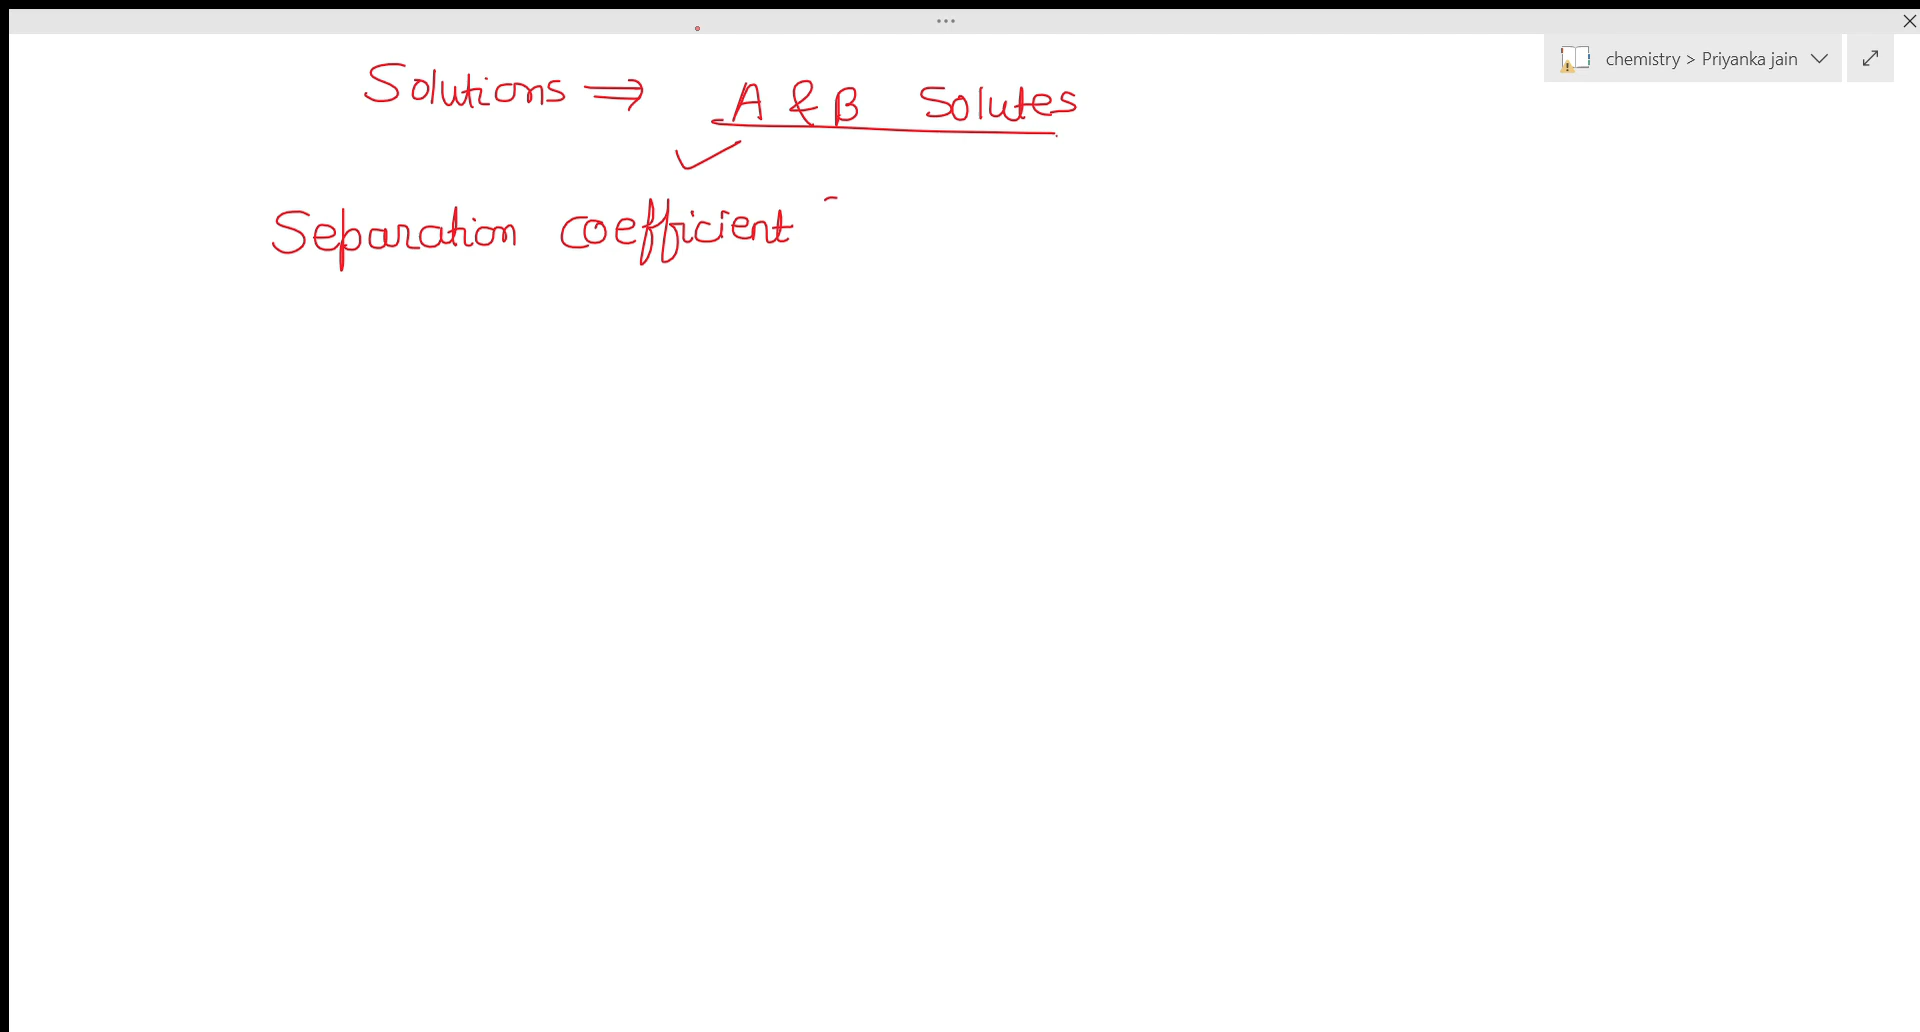 chemistry > Priyanka jain
Solutions ⇒ A & B Solutes
Separation coefficient